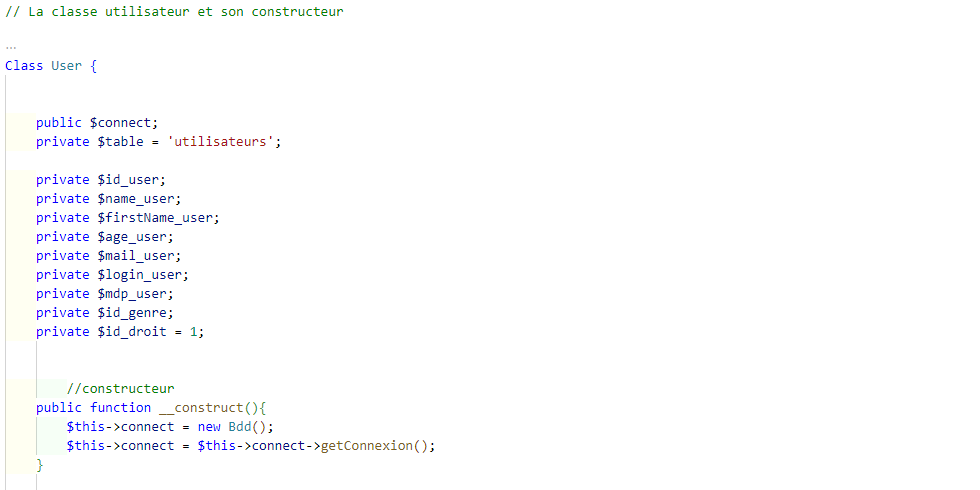 // La classe utilisateur et son constructeur
...
Class User {
public $connect;
private $table = 'utilisateurs';
private $id_user;
private $name_user;
private $firstName_user;
private $age_user;
private $mail_user;
private $login_user;
private $mdp_user;
private $id_genre;
private $id_droit = 1;
//constructeur
public function __construct(){
$this->connect = new Bdd();
$this->connect = $this->connect->getConnexion();
}